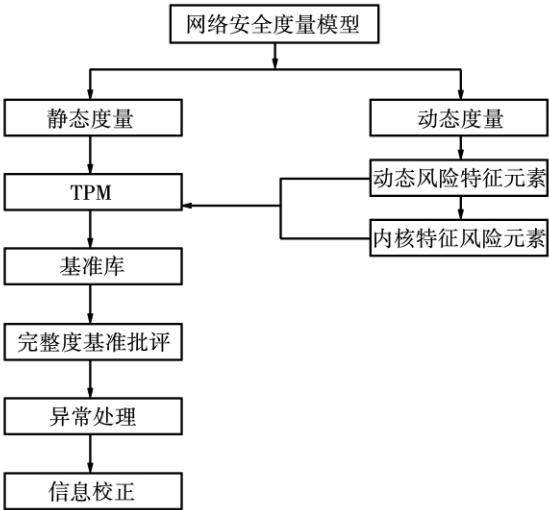 网络安全度量模型
静态度量
动态度量
TPM
动态风险特征元素
内核特征风险元素
基准库
完整度基准批评
异常处理
信息校正